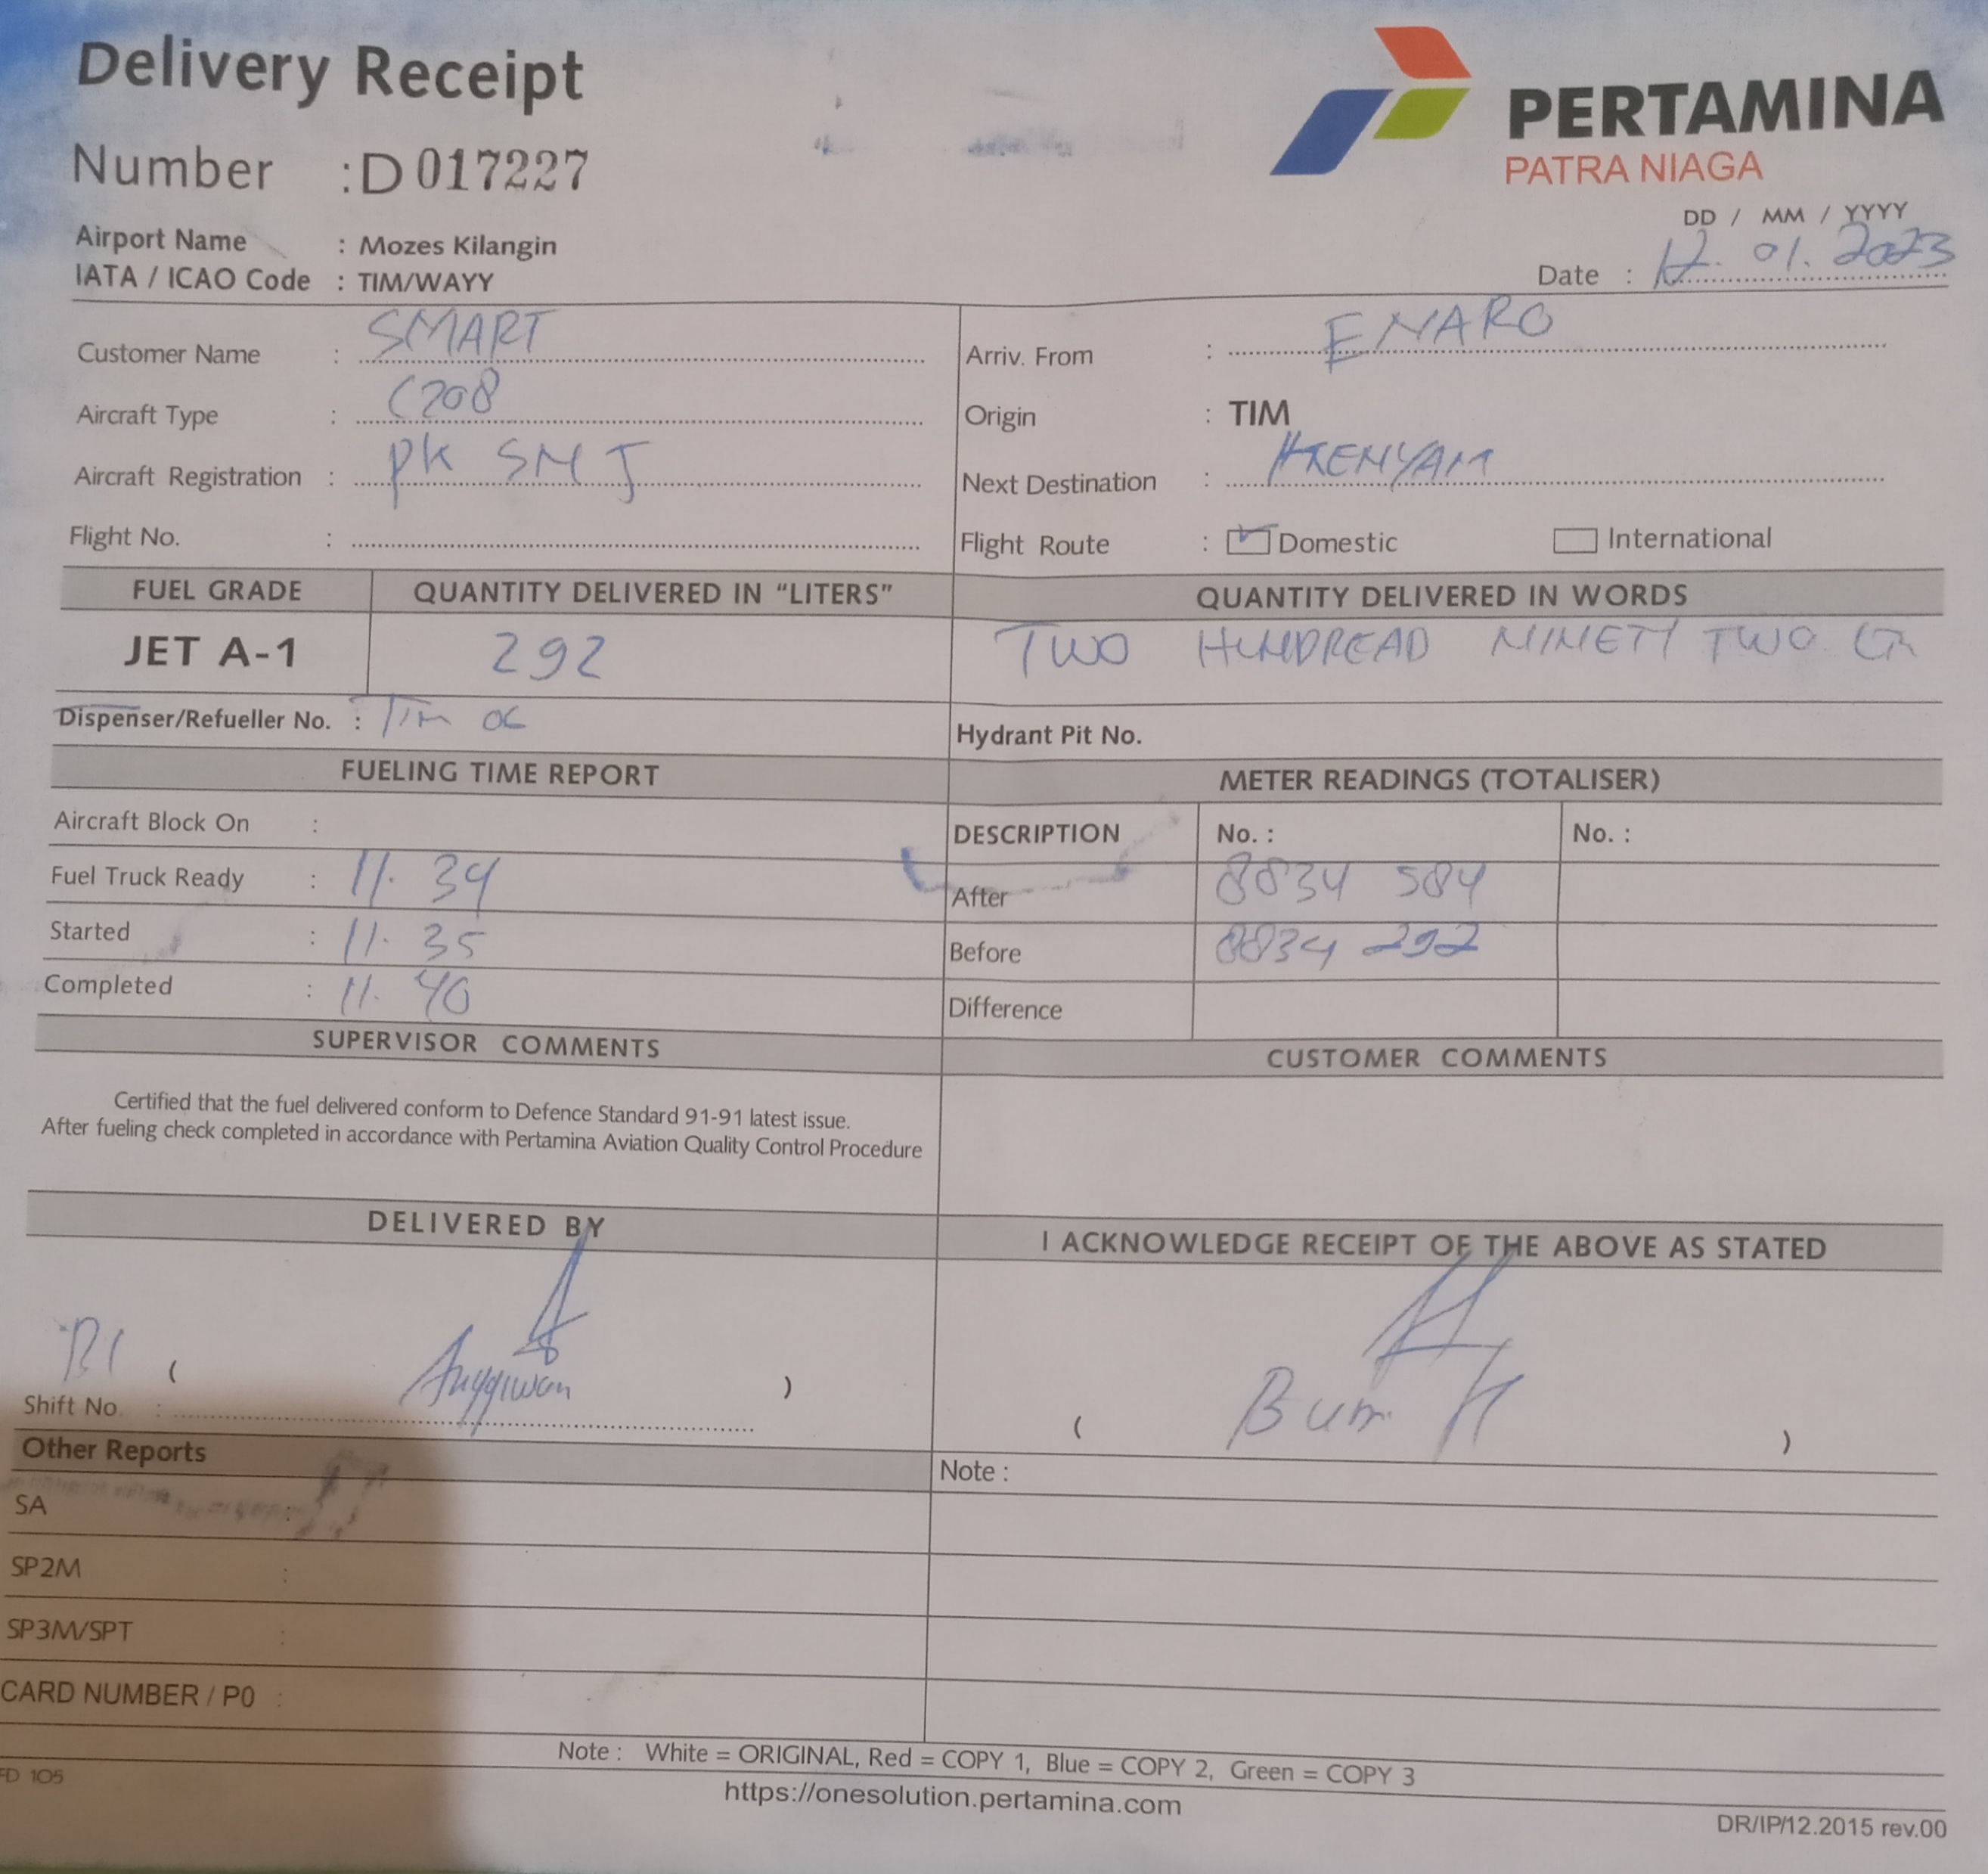 Delivery Receipt
PERTAMINA
PATRA NIAGA
Number : D 017227
DD / MM / YYYY
Airport Name : Mozes Kilangin
IATA / ICAO Code : TIM/WAYY
Date : 12.01.2023
Customer Name : SMART
Arriv. From : ENARO
Aircraft Type : C208
Origin : TIM
Aircraft Registration : PK SMJ
Next Destination :
Flight No. :
Flight Route : Domestic International
FUEL GRADE QUANTITY DELIVERED IN "LITERS" QUANTITY DELIVERED IN WORDS
JET A-1 292 TWO HUNDREAD NINETY TWO
Dispenser/Refueller No. : TIM 06
Hydrant Pit No.
FUELING TIME REPORT METER READINGS (TOTALISER)
Aircraft Block On :
DESCRIPTION No. : No. :
Fuel Truck Ready : 11.34
After 8834 584
Started : 11.35
Before 8834 292
Completed : 11.40
Difference
SUPERVISOR COMMENTS CUSTOMER COMMENTS
Certified that the fuel delivered conform to Defence Standard 91-91 latest issue.
After fueling check completed in accordance with Pertamina Aviation Quality Control Procedure
DELIVERED BY I ACKNOWLEDGE RECEIPT OF THE ABOVE AS STATED
( Anggiwan )
Shift No. :
( )
Other Reports
Note :
SA :
SP2M :
SP3M/SPT :
CARD NUMBER / P0 :
Note : White = ORIGINAL, Red = COPY 1, Blue = COPY 2, Green = COPY 3
FD 105
https://onesolution.pertamina.com
DR/IP/12.2015 rev.00